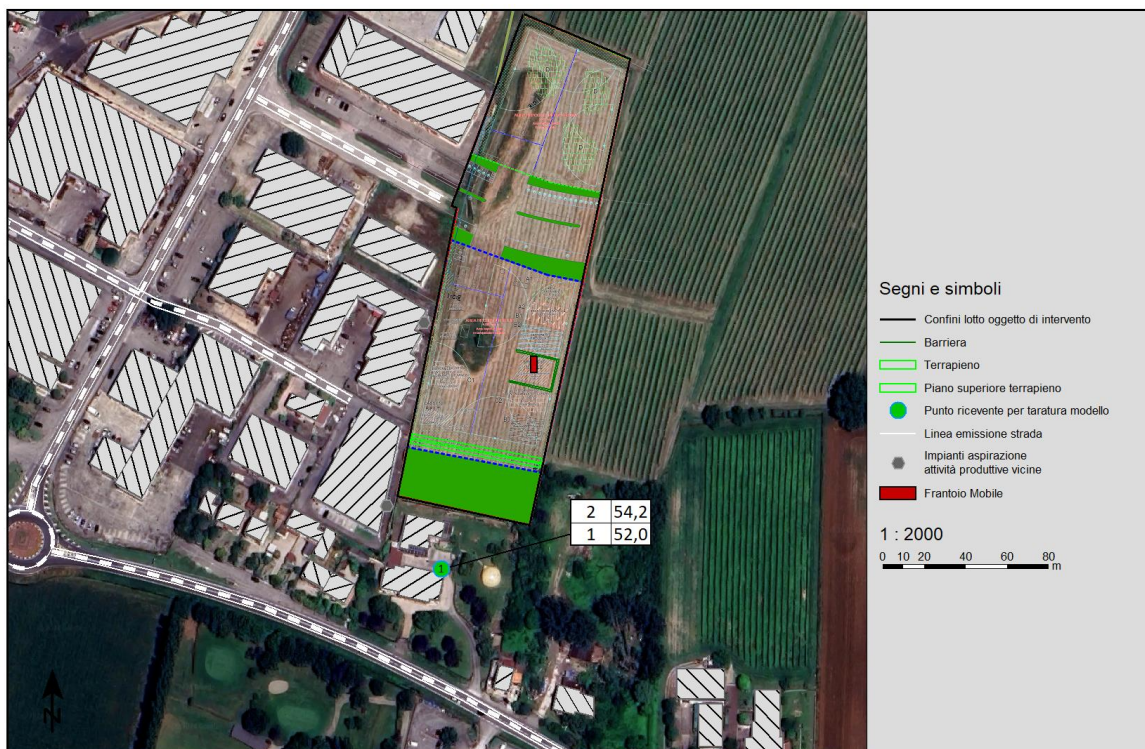 Segni e simboli
Confini lotto oggetto di intervento
Barriera
Terrapieno
Piano superiore terrapieno
Punto ricevente per taratura modello
Linea emissione strada
Impianti aspirazione
attività produttive vicine
Frantoio Mobile
1 : 2000
0 10 20 40 60 80
m
2 54,2
1 52,0
1
N